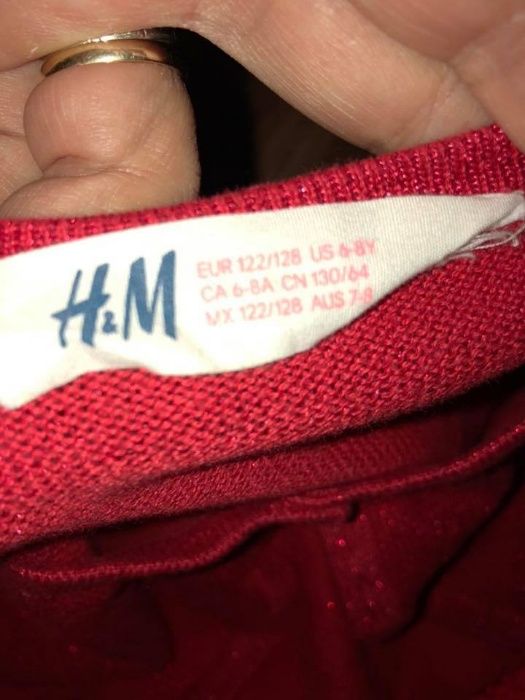 H&M
EUR 122/128 US 6-8Y
CA 6-8A CN 130/64
MX 122/128 AUS 7-8